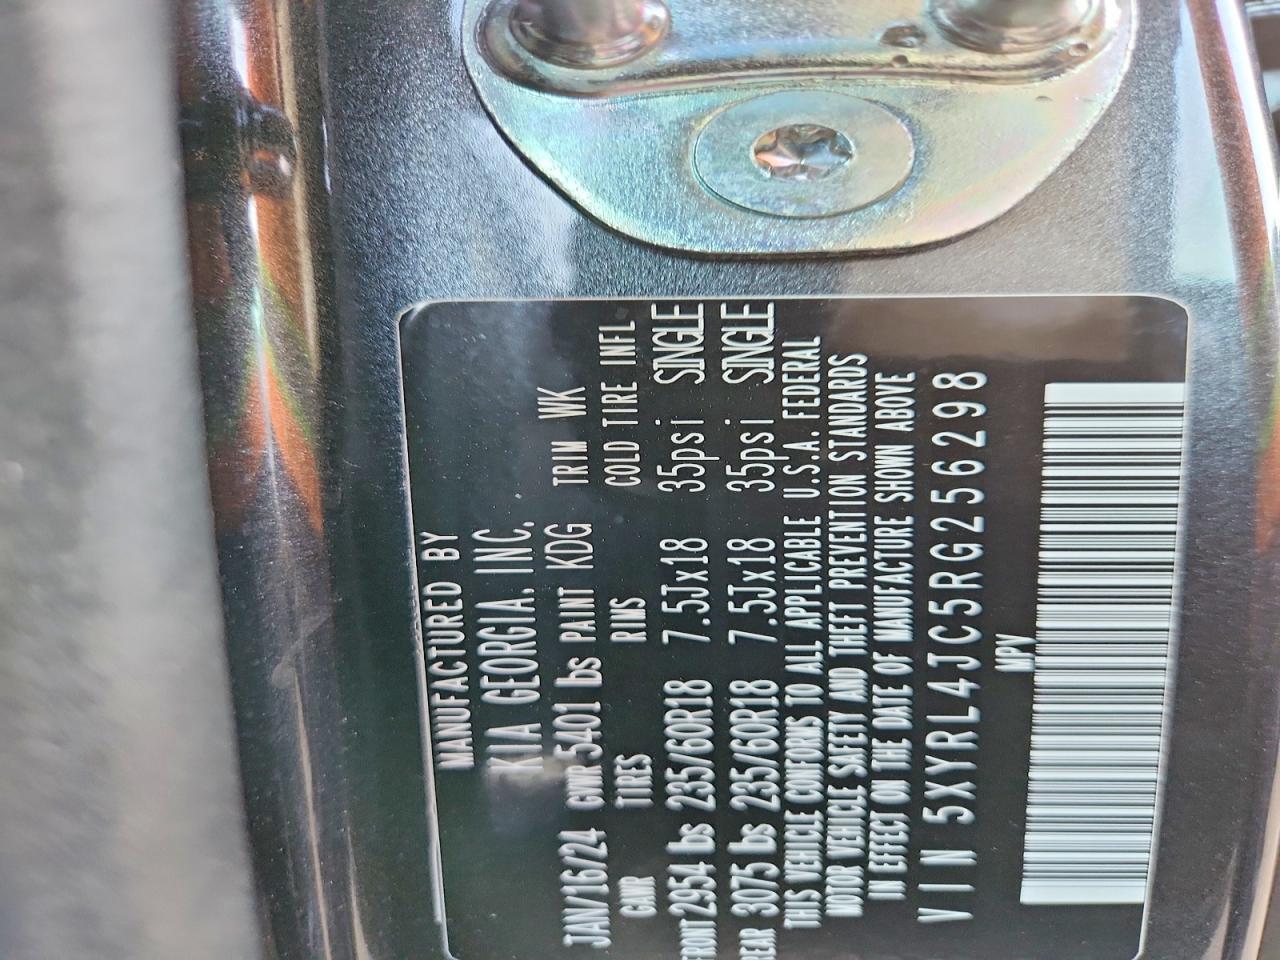 MANUFACTURED BY
KIA GEORGIA, INC.
JAN/16/24 GVWR 5401 lbs PAINT KDG TRIM WK
GAWR TIRES RIMS COLD TIRE INFL
FRONT 2954 lbs 235/60R18 7.5Jx18 35psi SINGLE
REAR 3075 lbs 235/60R18 7.5Jx18 35psi SINGLE
THIS VEHICLE CONFORMS TO ALL APPLICABLE U.S.A. FEDERAL
MOTOR VEHICLE SAFETY AND THEFT PREVENTION STANDARDS
IN EFFECT ON THE DATE OF MANUFACTURE SHOWN ABOVE
VIN 5XYRL4JC5RG256298
MPV